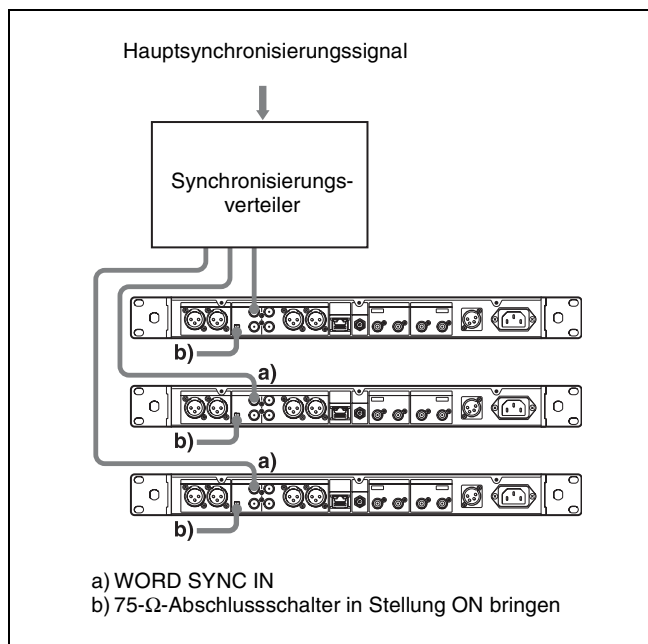 Hauptsynchronisierungssignal
Synchronisierungs-
verteiler
b)
a)
b)
a)
b)
a) WORD SYNC IN
b) 75-Ω-Abschlussschalter in Stellung ON bringen